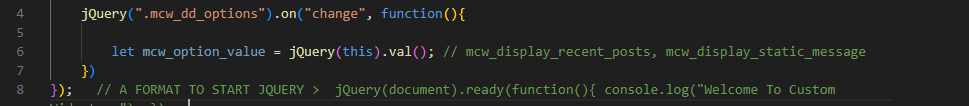 4 jQuery(".mcw_dd_options").on("change", function(){
5
6 let mcw_option_value = jQuery(this).val(); // mcw_display_recent_posts, mcw_display_static_message
7 })
8 }); // A FORMAT TO START JQUERY > jQuery(document).ready(function(){ console.log("Welcome To Custom